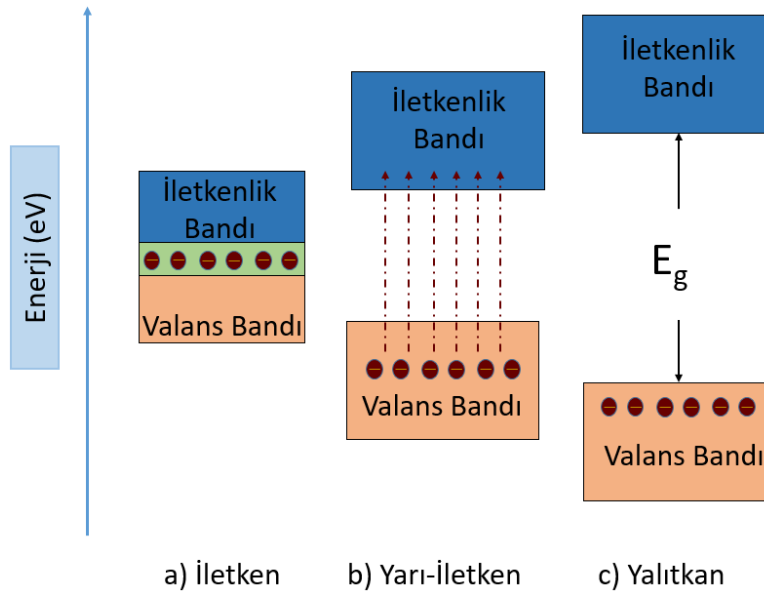 Enerji (eV)
İletkenlik
Bandı
Valans Bandı
a) İletken
İletkenlik
Bandı
Valans Bandı
b) Yarı-İletken
İletkenlik
Bandı
Eg
Valans Bandı
c) Yalıtkan